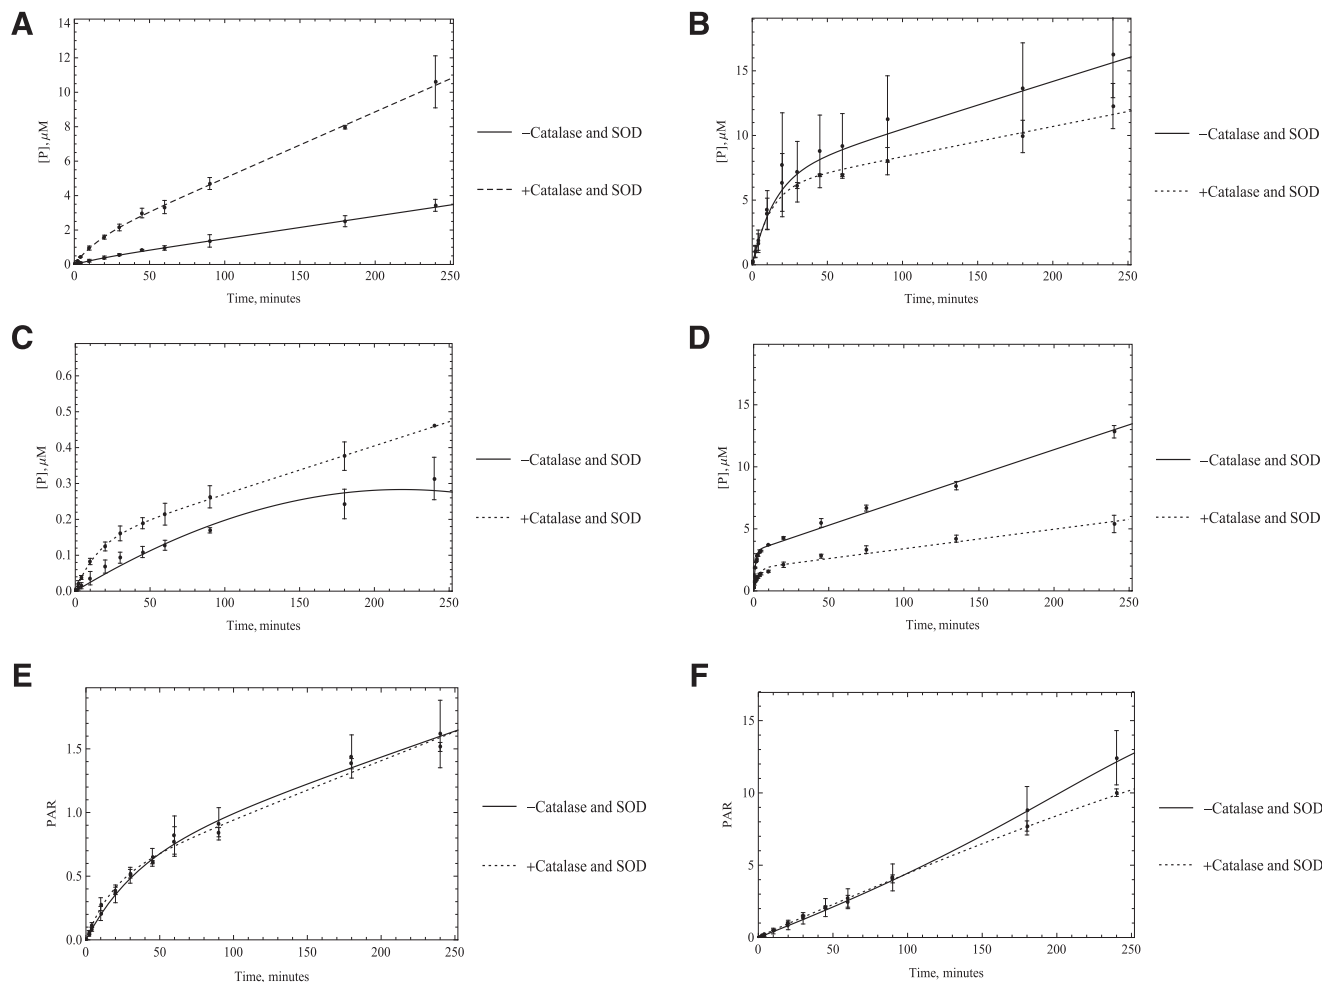 A
14
12
10
8
6
4
2
0
[P], μM
0 50 100 150 200 250
Time, minutes
−Catalase and SOD
+Catalase and SOD
B
15
10
5
0
[P], μM
0 50 100 150 200 250
Time, minutes
−Catalase and SOD
+Catalase and SOD
C
0.6
0.5
0.4
0.3
0.2
0.1
0.0
[P], μM
0 50 100 150 200 250
Time, minutes
−Catalase and SOD
+Catalase and SOD
D
15
10
5
0
[P], μM
0 50 100 150 200 250
Time, minutes
−Catalase and SOD
+Catalase and SOD
E
1.5
1.0
0.5
0.0
PAR
0 50 100 150 200 250
Time, minutes
−Catalase and SOD
+Catalase and SOD
F
15
10
5
0
PAR
0 50 100 150 200 250
Time, minutes
−Catalase and SOD
+Catalase and SOD